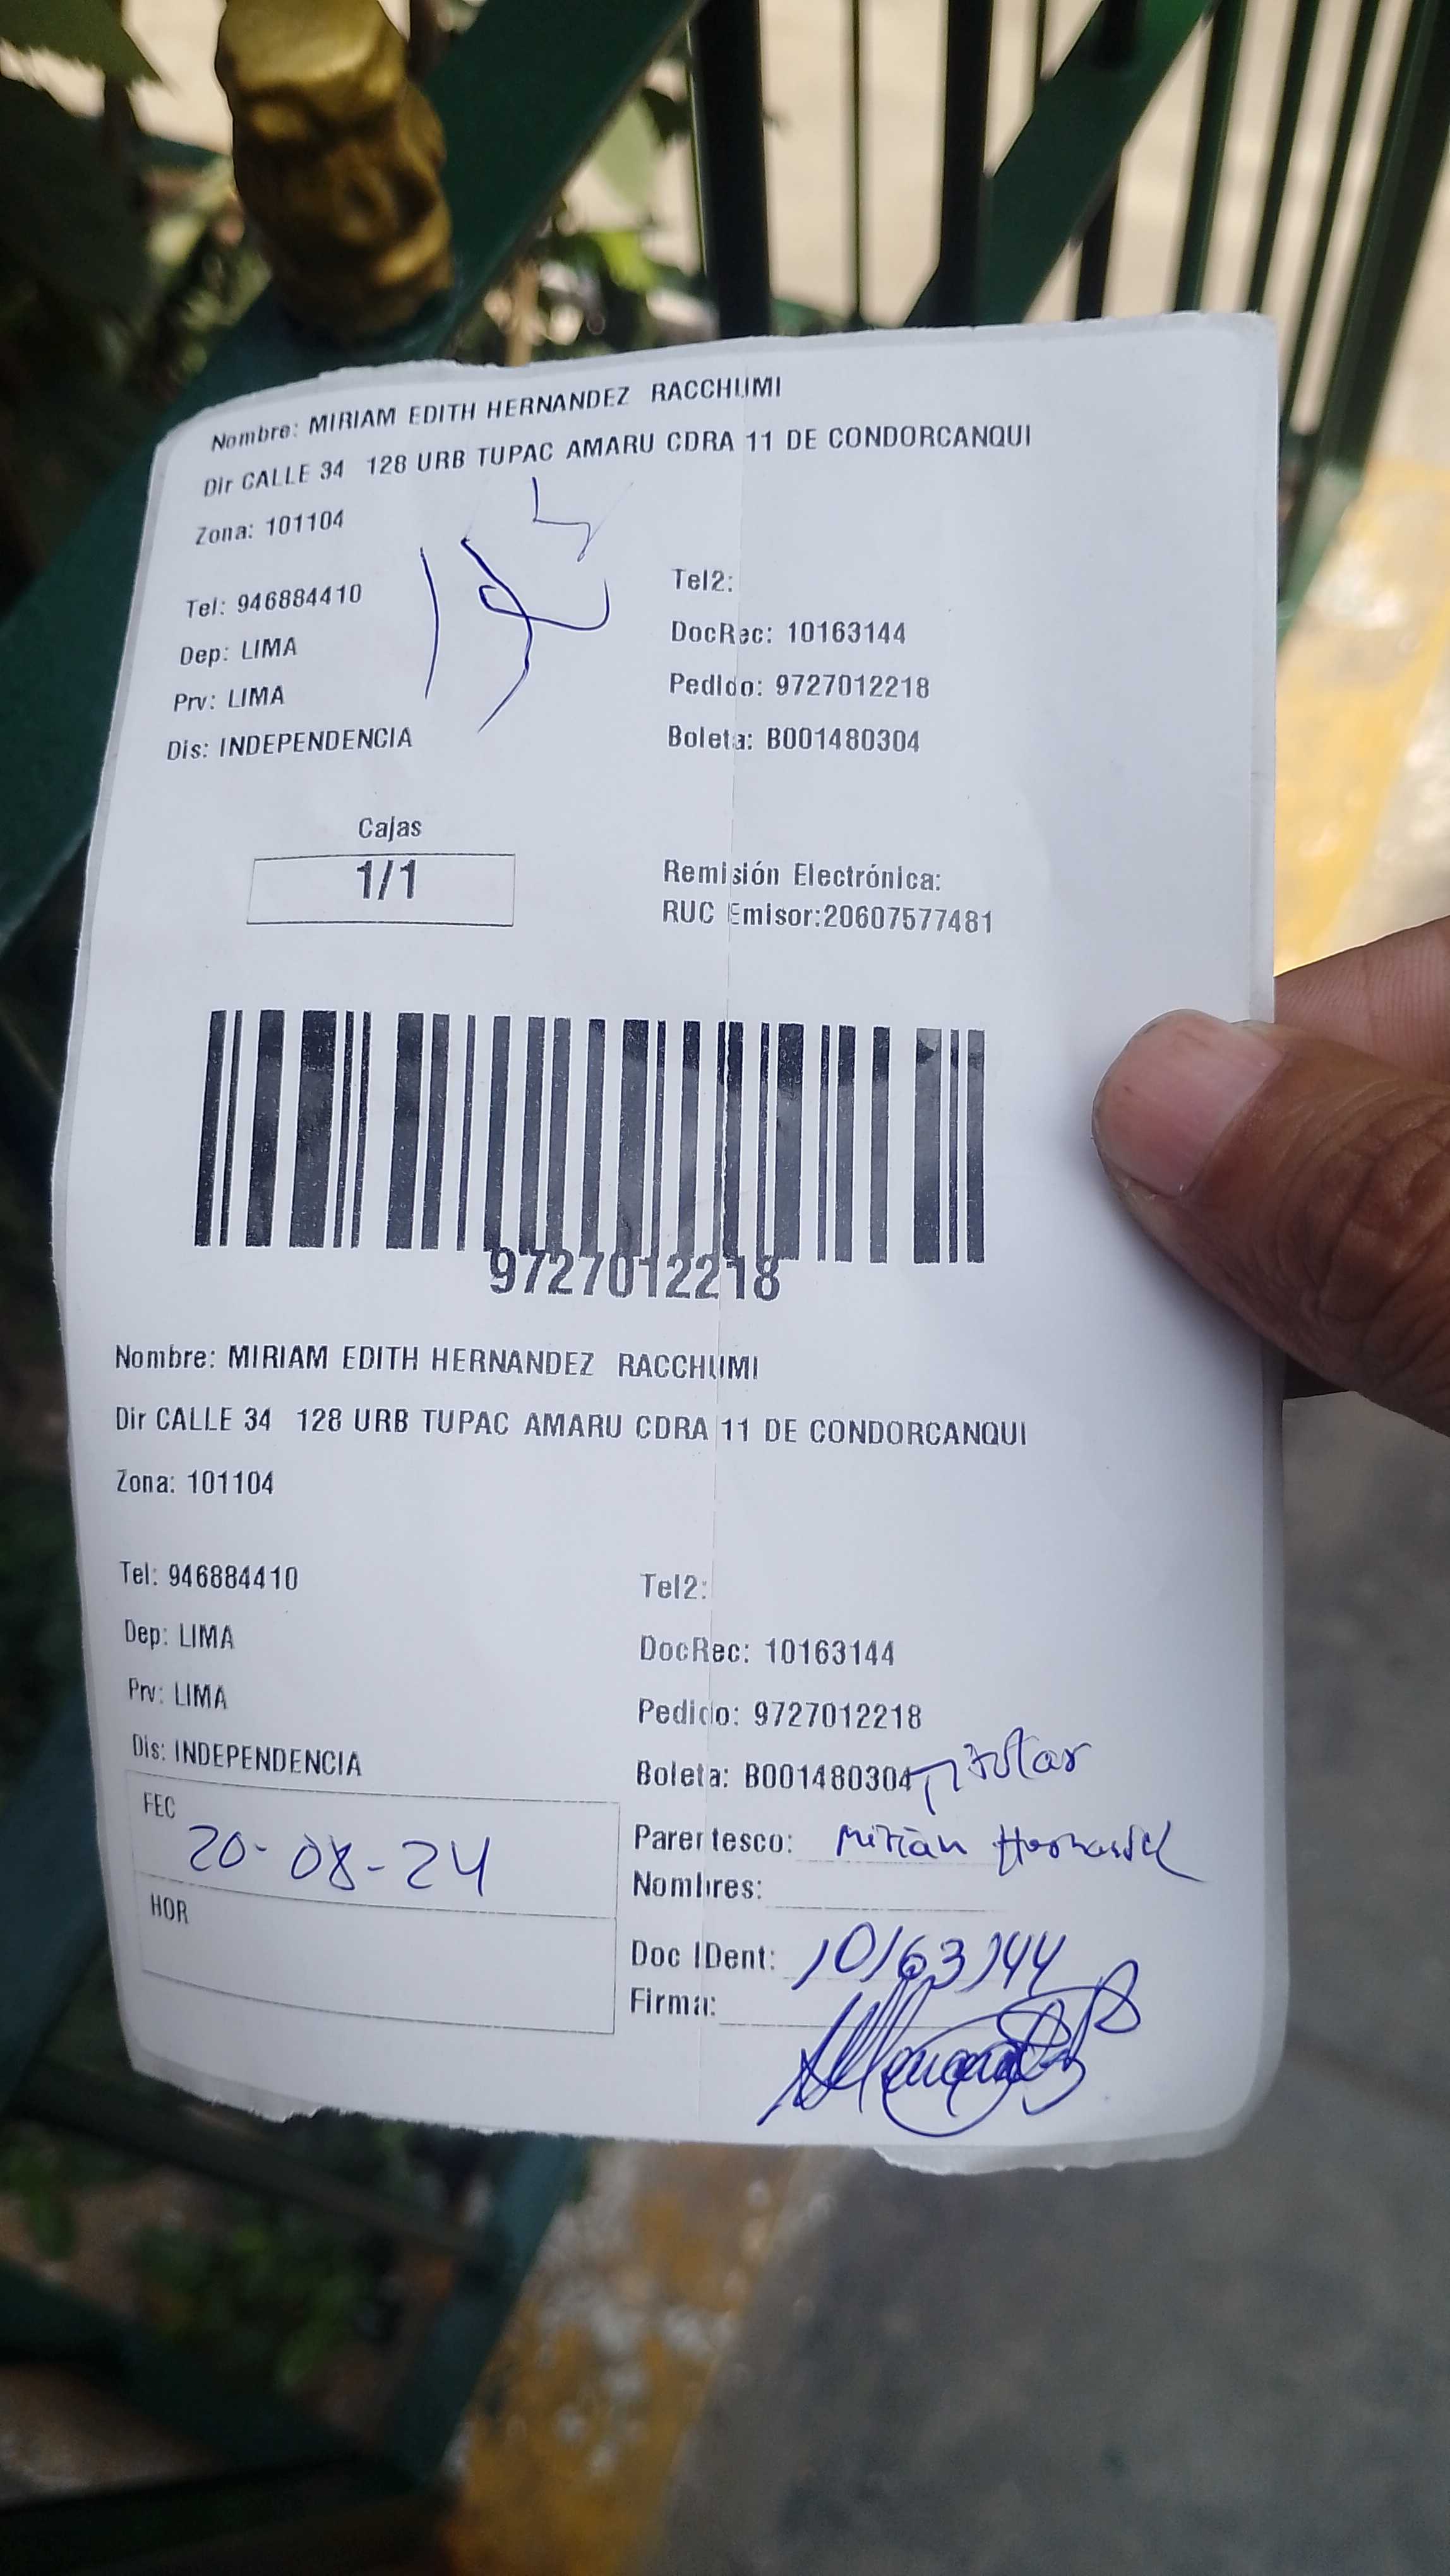 Nombre: MIRIAM EDITH HERNANDEZ RACCHUMI
Dir CALLE 34 128 URB TUPAC AMARU CDRA 11 DE CONDORCANQUI
Zona: 101104
Tel: 946884410
Tel2:
Dep: LIMA
DocRec: 10163144
Prv: LIMA
Pedido: 9727012218
Dis: INDEPENDENCIA
Boleta: B001480304
Cajas
1/1
Remisión Electrónica:
RUC Emisor:20607577481
9727012218
Nombre: MIRIAM EDITH HERNANDEZ RACCHUMI
Dir CALLE 34 128 URB TUPAC AMARU CDRA 11 DE CONDORCANQUI
Zona: 101104
Tel: 946884410
Tel2:
Dep: LIMA
DocRec: 10163144
Prv: LIMA
Pedido: 9727012218
Dis: INDEPENDENCIA
Boleta: B001480304
FEC
20-08-24
HOR
Parentesco: Mirian
Nombres:
Doc IDent: 10163144
Firma: